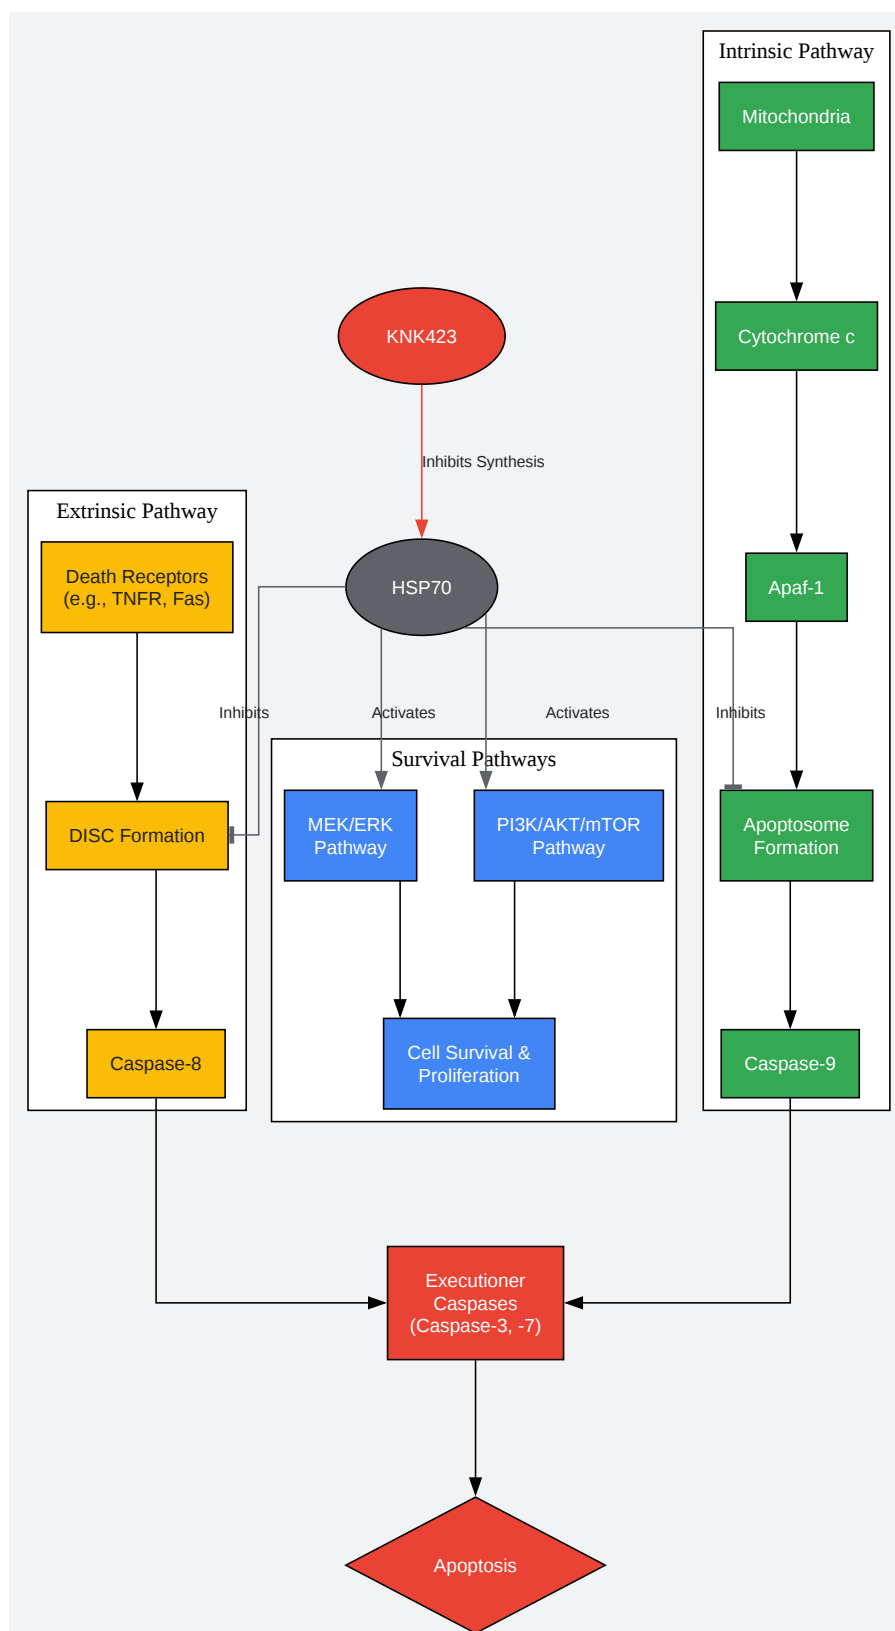 Intrinsic Pathway
Mitochondria
KNK423
Cytochrome c
Inhibits Synthesis
Extrinsic Pathway
Death Receptors
(e.g., TNFR, Fas)
HSP70
Apaf-1
Inhibits
Activates
Activates
Inhibits
Survival Pathways
DISC Formation
MEK/ERK
Pathway
PI3K/AKT/mTOR
Pathway
Apoptosome
Formation
Caspase-8
Cell Survival &
Proliferation
Caspase-9
Executioner
Caspases
(Caspase-3, -7)
Apoptosis